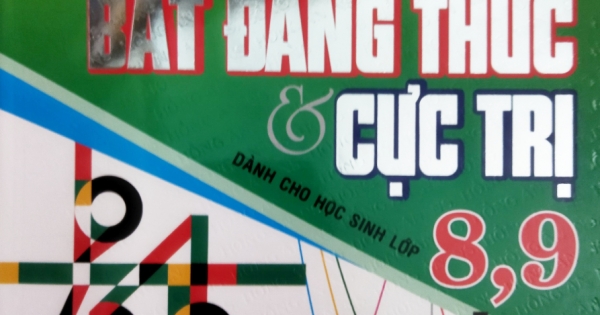 BẤT ĐẲNG THỨC
& CỰC TRỊ
DÀNH CHO HỌC SINH LỚP
8,9